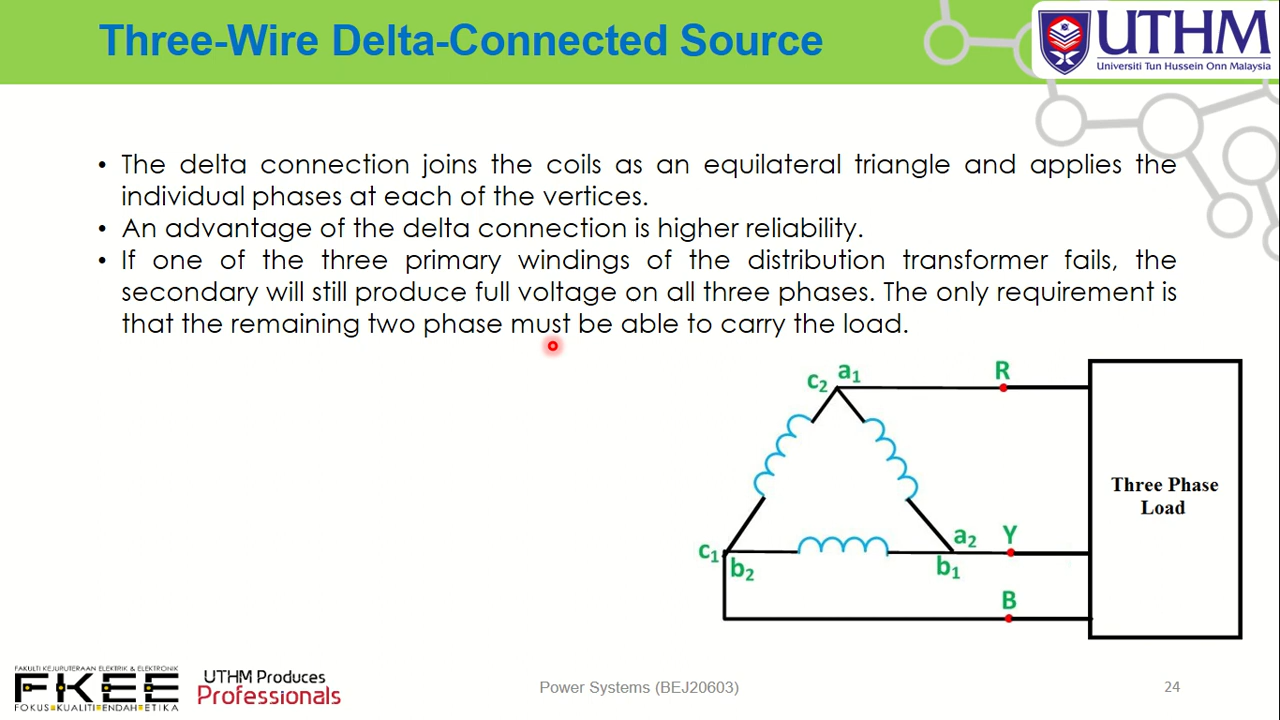 Three-Wire Delta-Connected Source
UTHM
Universiti Tun Hussein Onn Malaysia
• The delta connection joins the coils as an equilateral triangle and applies the
individual phases at each of the vertices.
• An advantage of the delta connection is higher reliability.
• If one of the three primary windings of the distribution transformer fails, the
secondary will still produce full voltage on all three phases. The only requirement is
that the remaining two phase must be able to carry the load.
c₂ a₁ R
Three Phase
Load
c₁ b₂ b₁ a₂ Y
B
FAKULTI KEJURUTERAAN ELEKTRIK & ELEKTRONIK
FKEE
FOKUS•KUALITI•ENDAH•ETIKA
UTHM Produces
Professionals
Power Systems (BEJ20603)
24